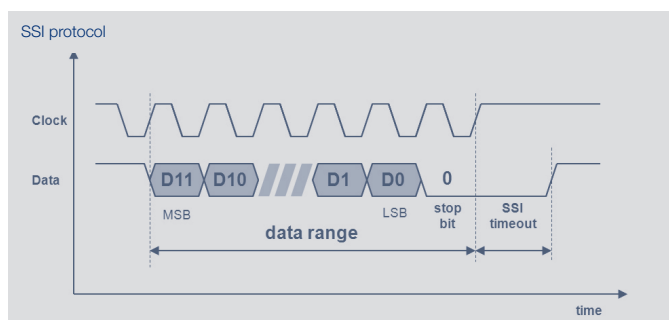 SSI protocol
Clock
Data
D11 D10 D1 D0 0
MSB
LSB
stop
bit
SSI
timeout
data range
time